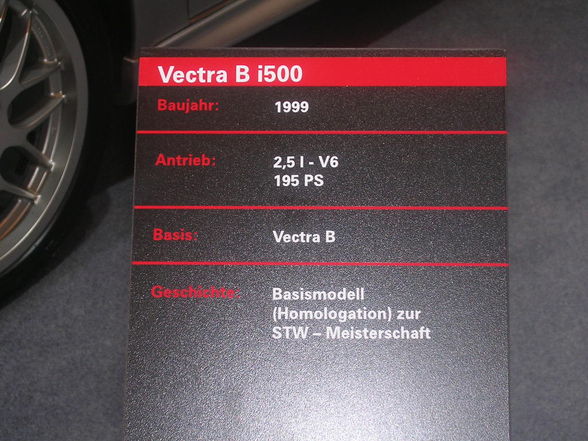 Vectra B i500
Baujahr: 1999
Antrieb: 2,5 l - V6
195 PS
Basis: Vectra B
Geschichte: Basismodell
(Homologation) zur
STW – Meisterschaft